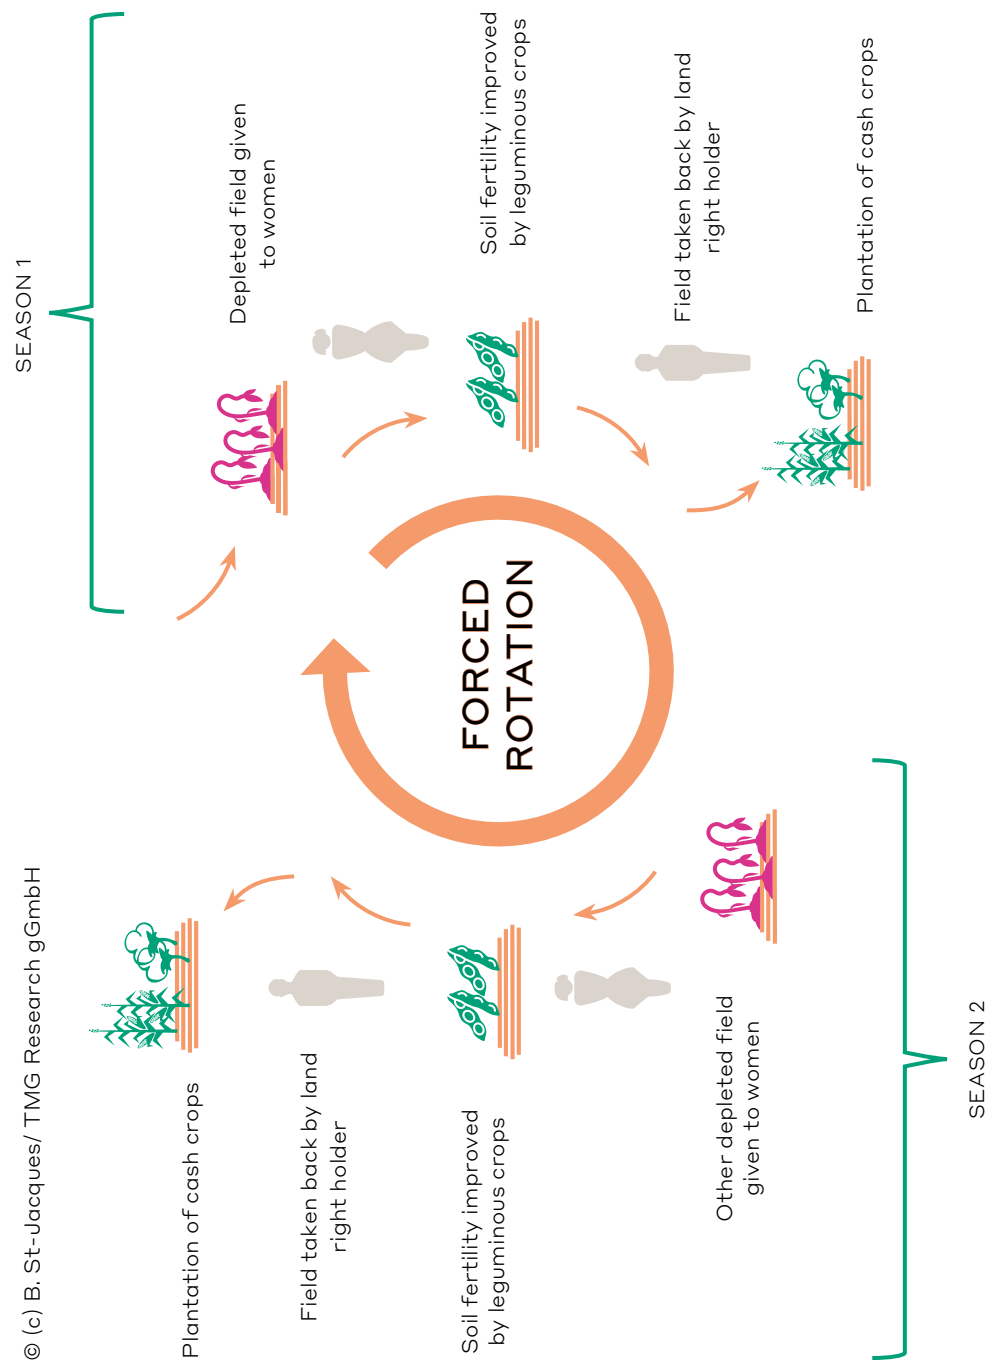 SEASON 1
Depleted field given
to women
Soil fertility improved
by leguminous crops
Field taken back by land
right holder
Plantation of cash crops
FORCED
ROTATION
SEASON 2
Other depleted field
given to women
Soil fertility improved
by leguminous crops
Field taken back by land
right holder
Plantation of cash crops
© (c) B. St-Jacques/ TMG Research gGmbH